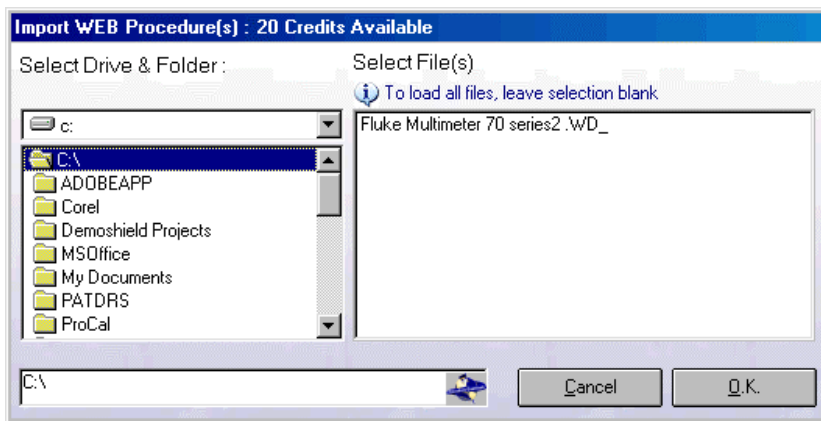 Import WEB Procedure(s) : 20 Credits Available
Select Drive & Folder :
Select File(s)
To load all files, leave selection blank
c:
Fluke Multimeter 70 series2 .WD_
C:\
ADOBEAPP
Corel
Demoshield Projects
MSOffice
My Documents
PATDRS
ProCal
C:\
Cancel
O.K.